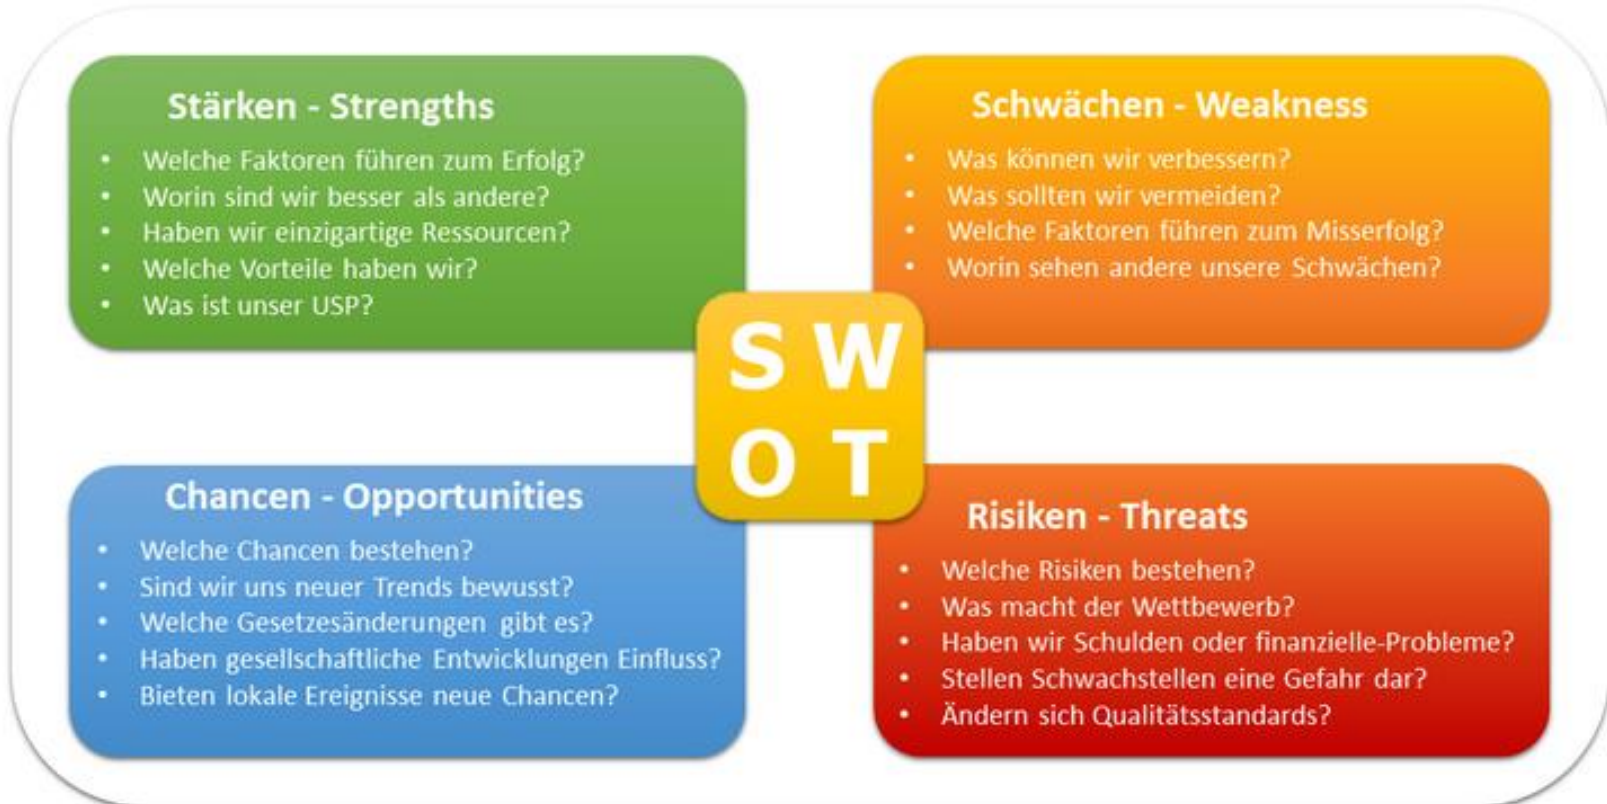 Stärken - Strengths
• Welche Faktoren führen zum Erfolg?
• Worin sind wir besser als andere?
• Haben wir einzigartige Ressourcen?
• Welche Vorteile haben wir?
• Was ist unser USP?
Schwächen - Weakness
• Was können wir verbessern?
• Was sollten wir vermeiden?
• Welche Faktoren führen zum Misserfolg?
• Worin sehen andere unsere Schwächen?
S W
O T
Chancen - Opportunities
• Welche Chancen bestehen?
• Sind wir uns neuer Trends bewusst?
• Welche Gesetzesänderungen gibt es?
• Haben gesellschaftliche Entwicklungen Einfluss?
• Bieten lokale Ereignisse neue Chancen?
Risiken - Threats
• Welche Risiken bestehen?
• Was macht der Wettbewerb?
• Haben wir Schulden oder finanzielle-Probleme?
• Stellen Schwachstellen eine Gefahr dar?
• Ändern sich Qualitätsstandards?